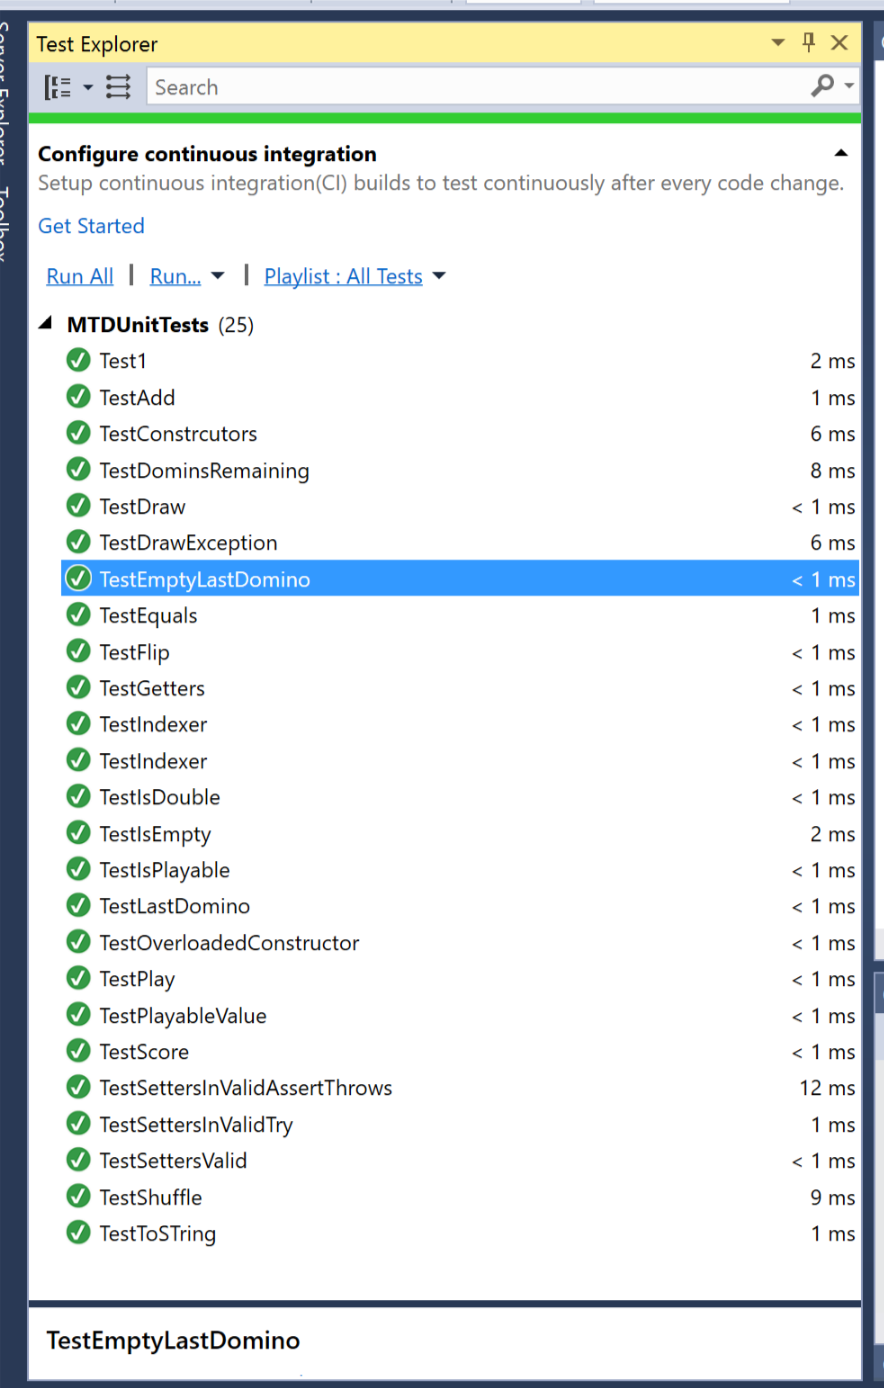 Server Explorer
Toolbox
Test Explorer
Search
Configure continuous integration
Setup continuous integration(CI) builds to test continuously after every code change.
Get Started
Run All | Run... | Playlist : All Tests
MTDUnitTests (25)
Test1 2 ms
TestAdd 1 ms
TestConstrcutors 6 ms
TestDominsRemaining 8 ms
TestDraw < 1 ms
TestDrawException 6 ms
TestEmptyLastDomino < 1 ms
TestEquals 1 ms
TestFlip < 1 ms
TestGetters < 1 ms
TestIndexer < 1 ms
TestIndexer < 1 ms
TestIsDouble < 1 ms
TestIsEmpty 2 ms
TestIsPlayable < 1 ms
TestLastDomino < 1 ms
TestOverloadedConstructor < 1 ms
TestPlay < 1 ms
TestPlayableValue < 1 ms
TestScore < 1 ms
TestSettersInValidAssertThrows 12 ms
TestSettersInValidTry 1 ms
TestSettersValid < 1 ms
TestShuffle 9 ms
TestToSTring 1 ms
TestEmptyLastDomino